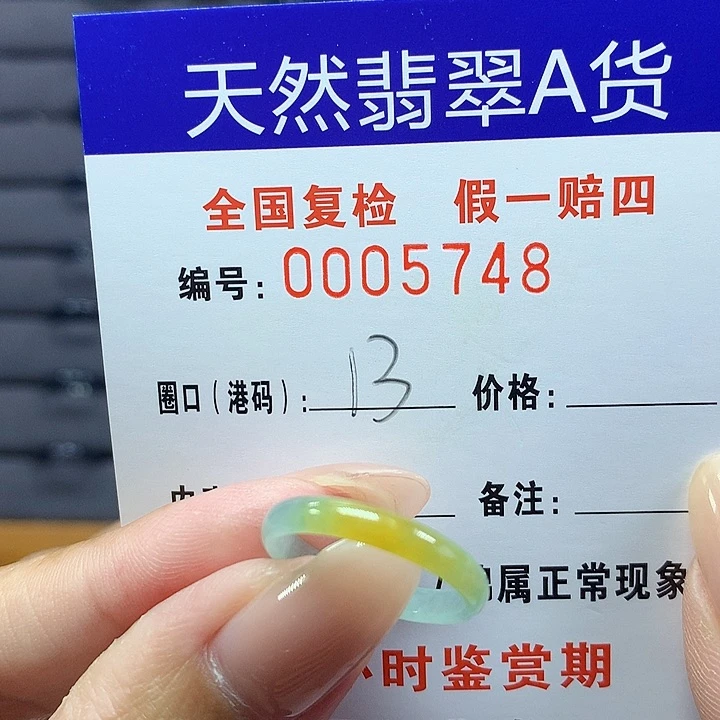 天然翡翠A货
全国复检 假一赔四
编号：0005748
圈口（港码）：13 价格：
备注：
属正常现象
时鉴赏期